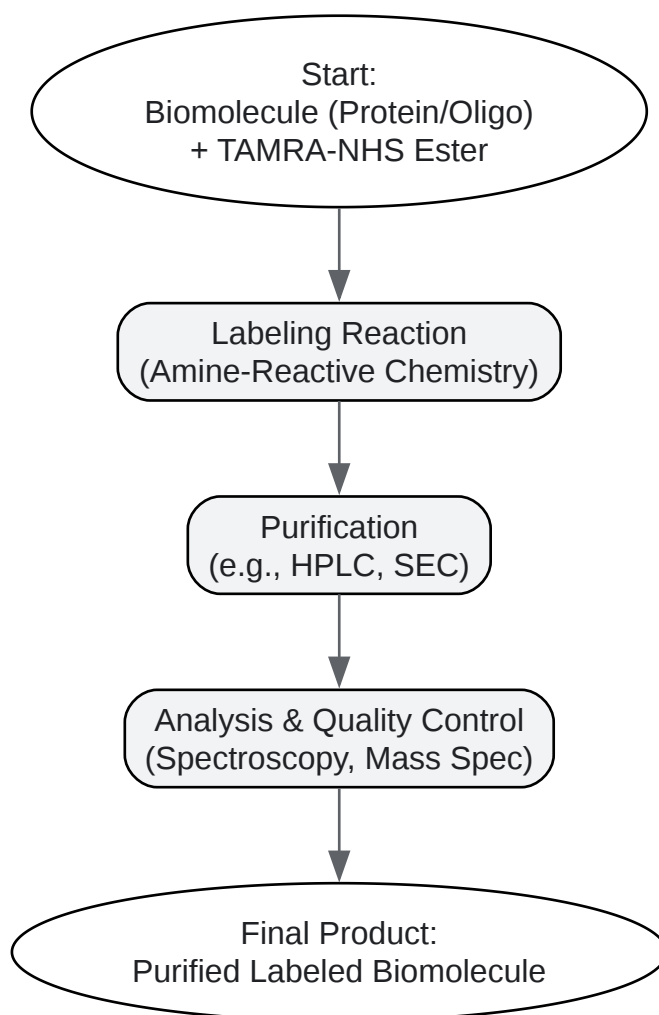 Start:
Biomolecule (Protein/Oligo)
+ TAMRA-NHS Ester
Labeling Reaction
(Amine-Reactive Chemistry)
Purification
(e.g., HPLC, SEC)
Analysis & Quality Control
(Spectroscopy, Mass Spec)
Final Product:
Purified Labeled Biomolecule